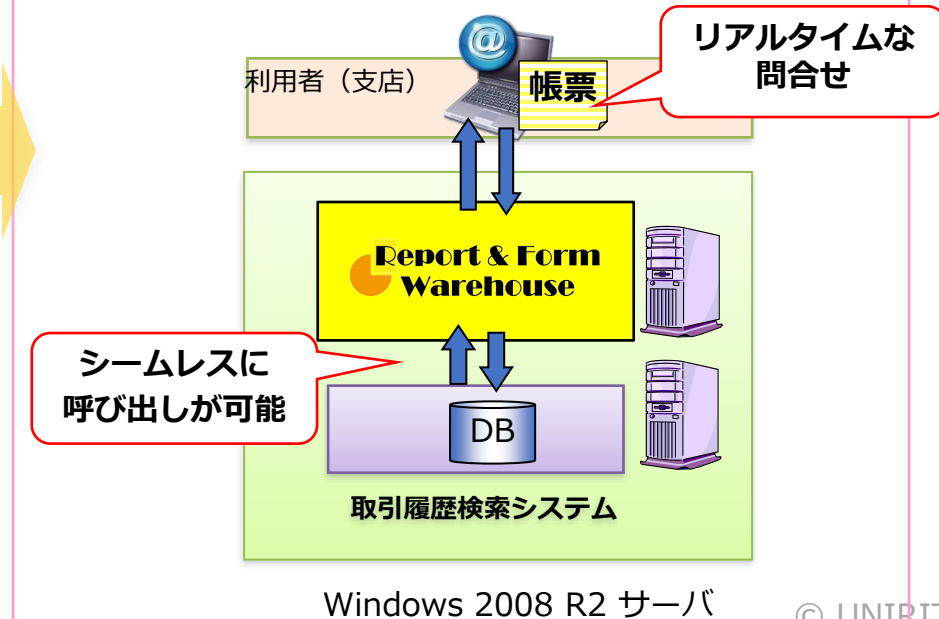 リアルタイムな
問合せ
利用者（支店）
@
帳票
Report & Form
Warehouse
シームレスに
呼び出しが可能
DB
取引履歴検索システム
Windows 2008 R2 サーバ
©